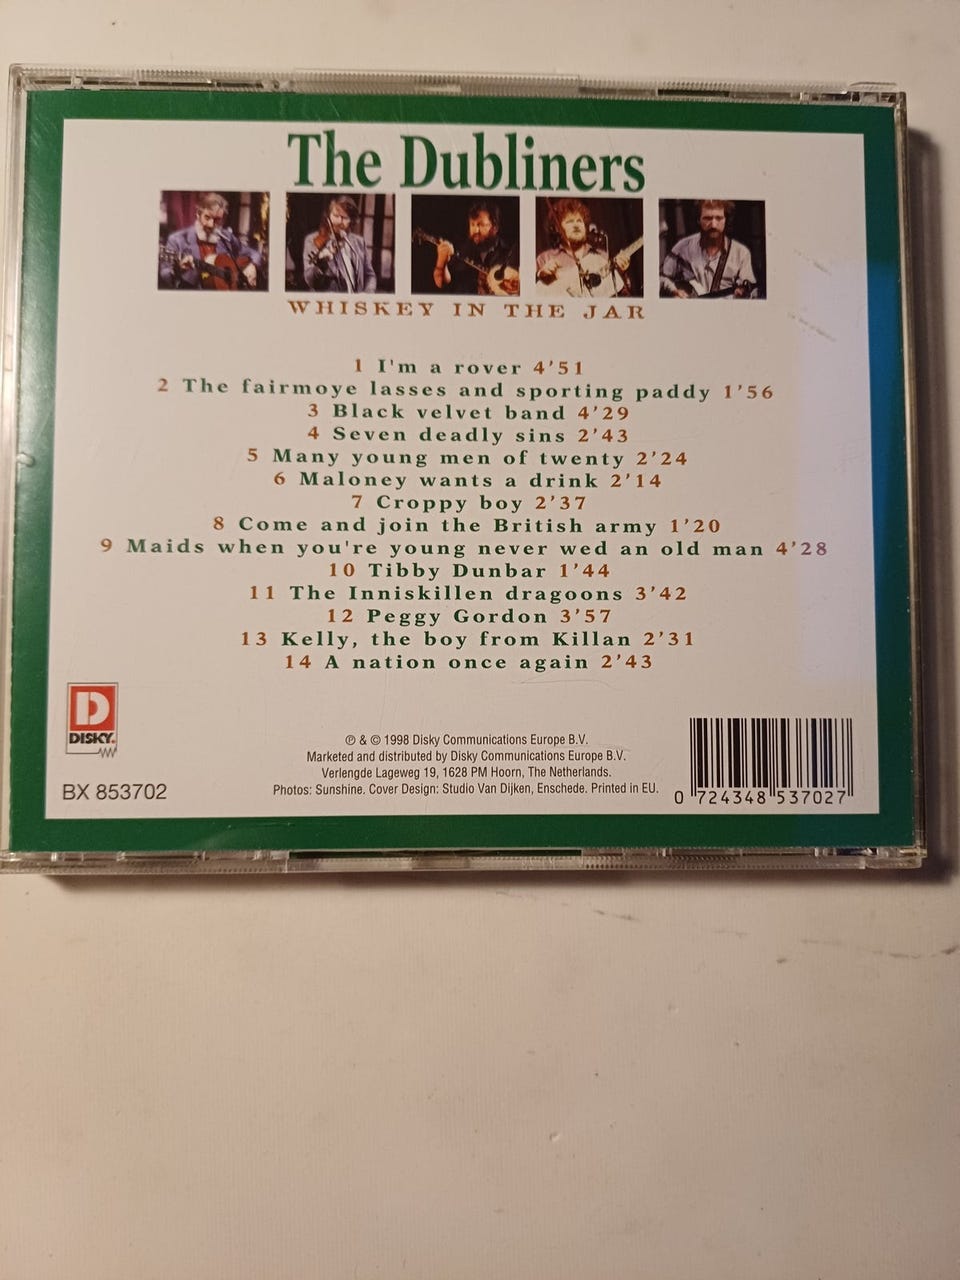 The Dubliners
WHISKEY IN THE JAR
1 I'm a rover 4'51
2 The fairmoye lasses and sporting paddy 1'56
3 Black velvet band 4'29
4 Seven deadly sins 2'43
5 Many young men of twenty 2'24
6 Maloney wants a drink 2'14
7 Croppy boy 2'37
8 Come and join the British army 1'20
9 Maids when you're young never wed an old man 4'28
10 Tibby Dunbar 1'44
11 The Inniskillen dragoons 3'42
12 Peggy Gordon 3'57
13 Kelly, the boy from Killan 2'31
14 A nation once again 2'43
D
DISKY.
BX 853702
℗ & © 1998 Disky Communications Europe B.V.
Marketed and distributed by Disky Communications Europe B.V.
Verlengde Lageweg 19, 1628 PM Hoorn, The Netherlands.
Photos: Sunshine. Cover Design: Studio Van Dijken, Enschede. Printed in EU.
0 724348 537027